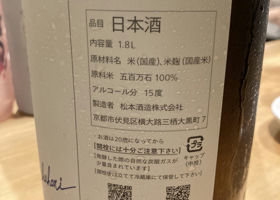 品目 日本酒
内容量 1.8L
原材料名 米(国産)、米麹(国産米)
原料米 五百万石 100%
アルコール分 15度
製造者 松本酒造株式会社
京都市伏見区横大路三栖大黒町7
お酒は20歳になってから
【開栓には十分ご注意下さい】
キャップ
(中栓)